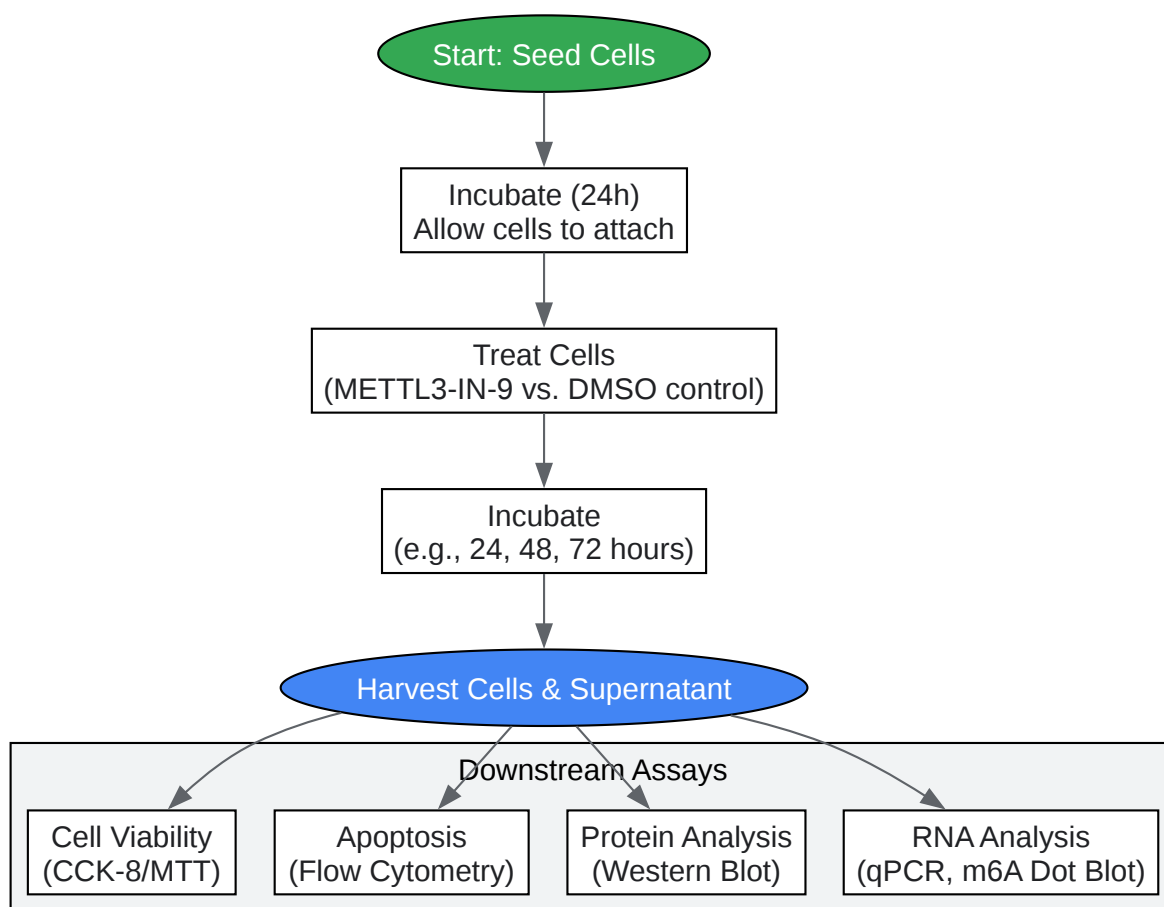 Start: Seed Cells
Incubate (24h)
Allow cells to attach
Treat Cells
(METTL3-IN-9 vs. DMSO control)
Incubate
(e.g., 24, 48, 72 hours)
Harvest Cells & Supernatant
Downstream Assays
Cell Viability
(CCK-8/MTT)
Apoptosis
(Flow Cytometry)
Protein Analysis
(Western Blot)
RNA Analysis
(qPCR, m6A Dot Blot)